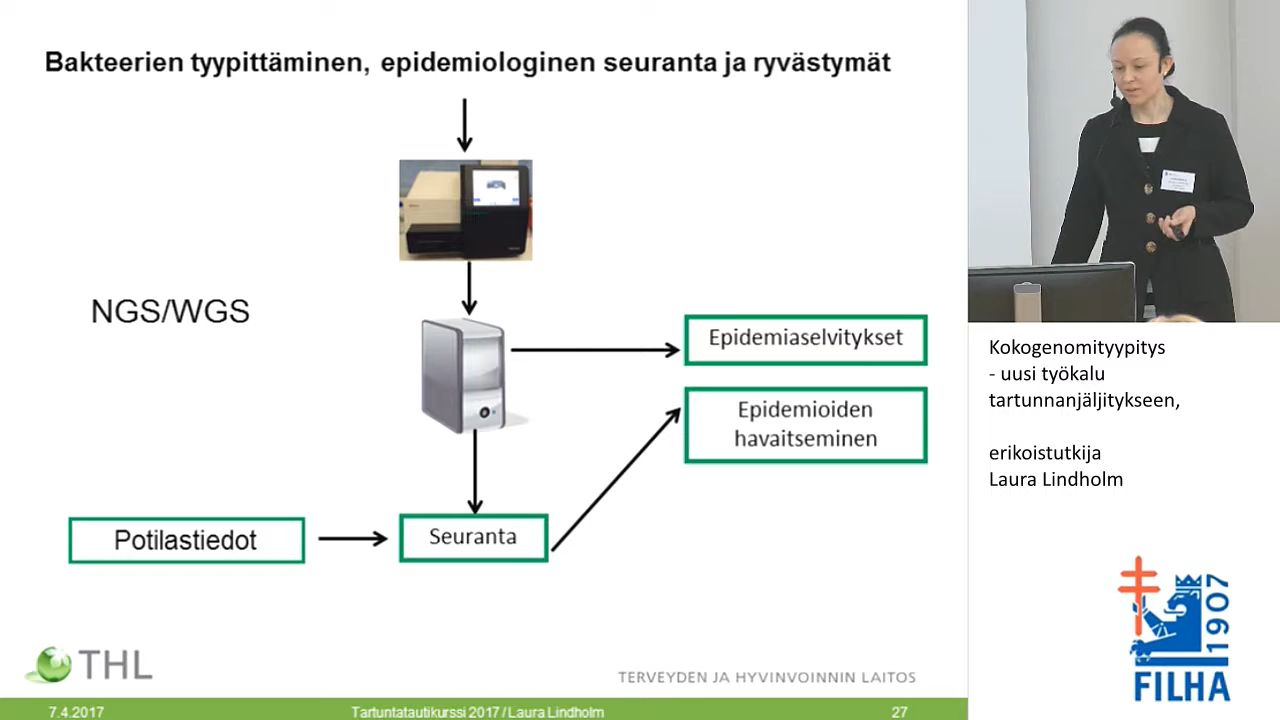 Bakteerien tyypittäminen, epidemiologinen seuranta ja ryvästymät
NGS/WGS
Epidemiaselvitykset
Epidemioiden
havaitseminen
Potilastiedot
Seuranta
THL
TERVEYDEN JA HYVINVOINNIN LAITOS
7.4.2017
Tartuntatautikurssi 2017 / Laura Lindholm
27
Kokogenomityypitys
- uusi työkalu
tartunnanjäljitykseen,
erikoistutkija
Laura Lindholm
1907
FILHA